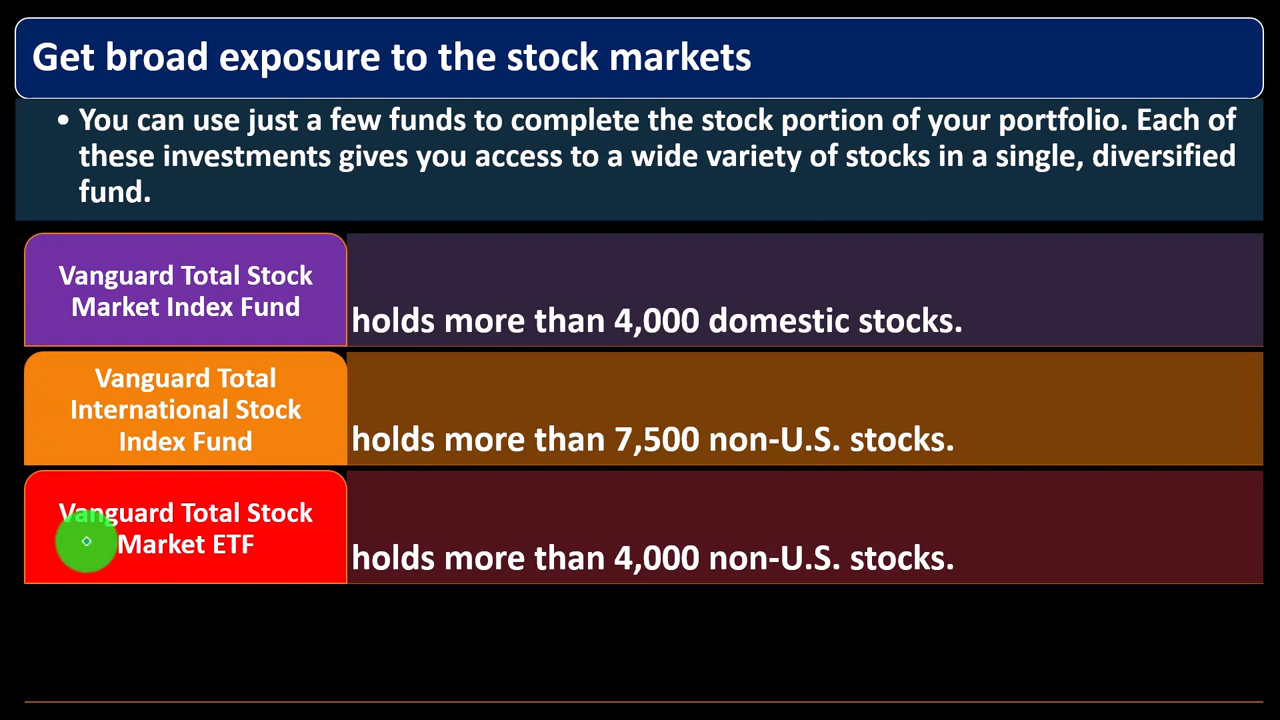 Get broad exposure to the stock markets
• You can use just a few funds to complete the stock portion of your portfolio. Each of
these investments gives you access to a wide variety of stocks in a single, diversified
fund.
Vanguard Total Stock
Market Index Fund
holds more than 4,000 domestic stocks.
Vanguard Total
International Stock
Index Fund
holds more than 7,500 non-U.S. stocks.
Vanguard Total Stock
Market ETF
holds more than 4,000 non-U.S. stocks.